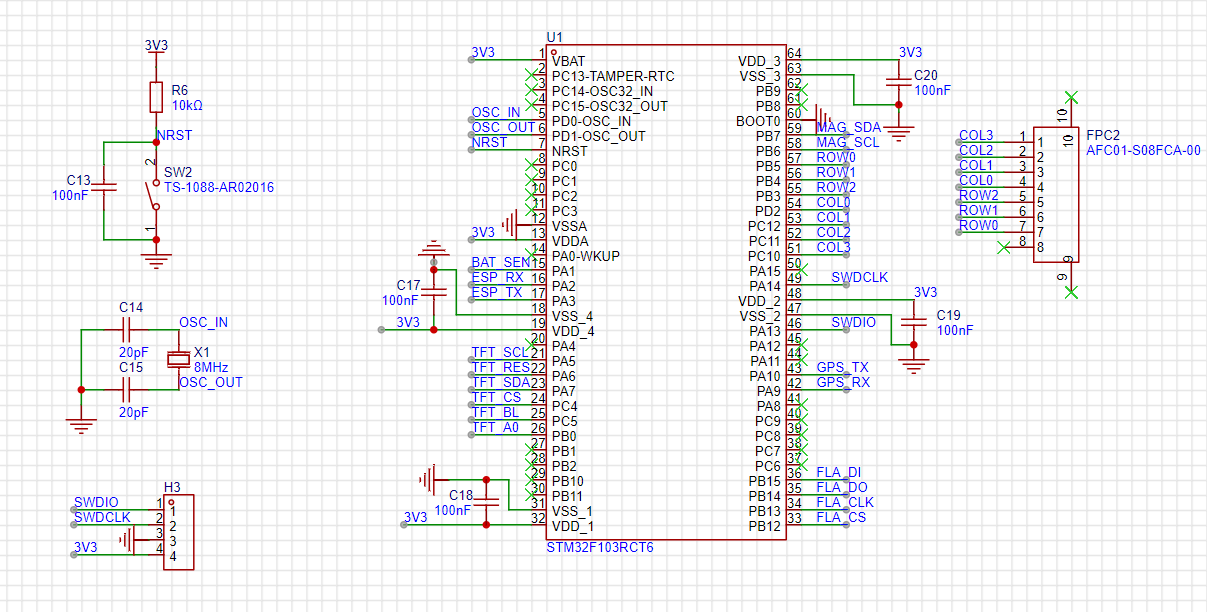 3V3
R6
10kΩ
NRST
2
SW2
TS-1088-AR02016
1
C13
100nF
C14
20pF
OSC_IN
X1
8MHz
OSC_OUT
C15
20pF
H3
SWDIO 1 1
SWDCLK 2 2
3 3
3V3 4 4
U1
3V3 1 VBAT
2 PC13-TAMPER-RTC
3 PC14-OSC32_IN
4 PC15-OSC32_OUT
OSC_IN 5 PD0-OSC_IN
OSC_OUT 6 PD1-OSC_OUT
NRST 7 NRST
8 PC0
9 PC1
10 PC2
11 PC3
12 VSSA
3V3 13 VDDA
14 PA0-WKUP
BAT_SEN 15 PA1
ESP_RX 16 PA2
ESP_TX 17 PA3
18 VSS_4
3V3 19 VDD_4
C17
100nF
20 PA4
TFT_SCL 21 PA5
TFT_RES 22 PA6
TFT_SDA 23 PA7
TFT_CS 24 PC4
TFT_BL 25 PC5
TFT_A0 26 PB0
27 PB1
28 PB2
29 PB10
30 PB11
31 VSS_1
3V3 32 VDD_1
C18
100nF
STM32F103RCT6
VDD_3 64 3V3
VSS_3 63
C20
100nF
PB9 62
PB8 61
BOOT0 60
PB7 59 MAG_SDA
PB6 58 MAG_SCL
PB5 57 ROW0
PB4 56 ROW1
PB3 55 ROW2
PD2 54 COL0
PC12 53 COL1
PC11 52 COL2
PC10 51 COL3
PA15 50
PA14 49 SWDCLK
VDD_2 48 3V3
VSS_2 47
C19
100nF
PA13 46 SWDIO
PA12 45
PA11 44
PA10 43 GPS_TX
PA9 42 GPS_RX
PA8 41
PC9 40
PC8 39
PC7 38
PC6 37
PB15 36 FLA_DI
PB14 35 FLA_DO
PB13 34 FLA_CLK
PB12 33 FLA_CS
10
10
FPC2
AFC01-S08FCA-00
COL3 1 1
COL2 2 2
COL1 3 3
COL0 4 4
ROW2 5 5
ROW1 6 6
ROW0 7 7
8 8
9
9